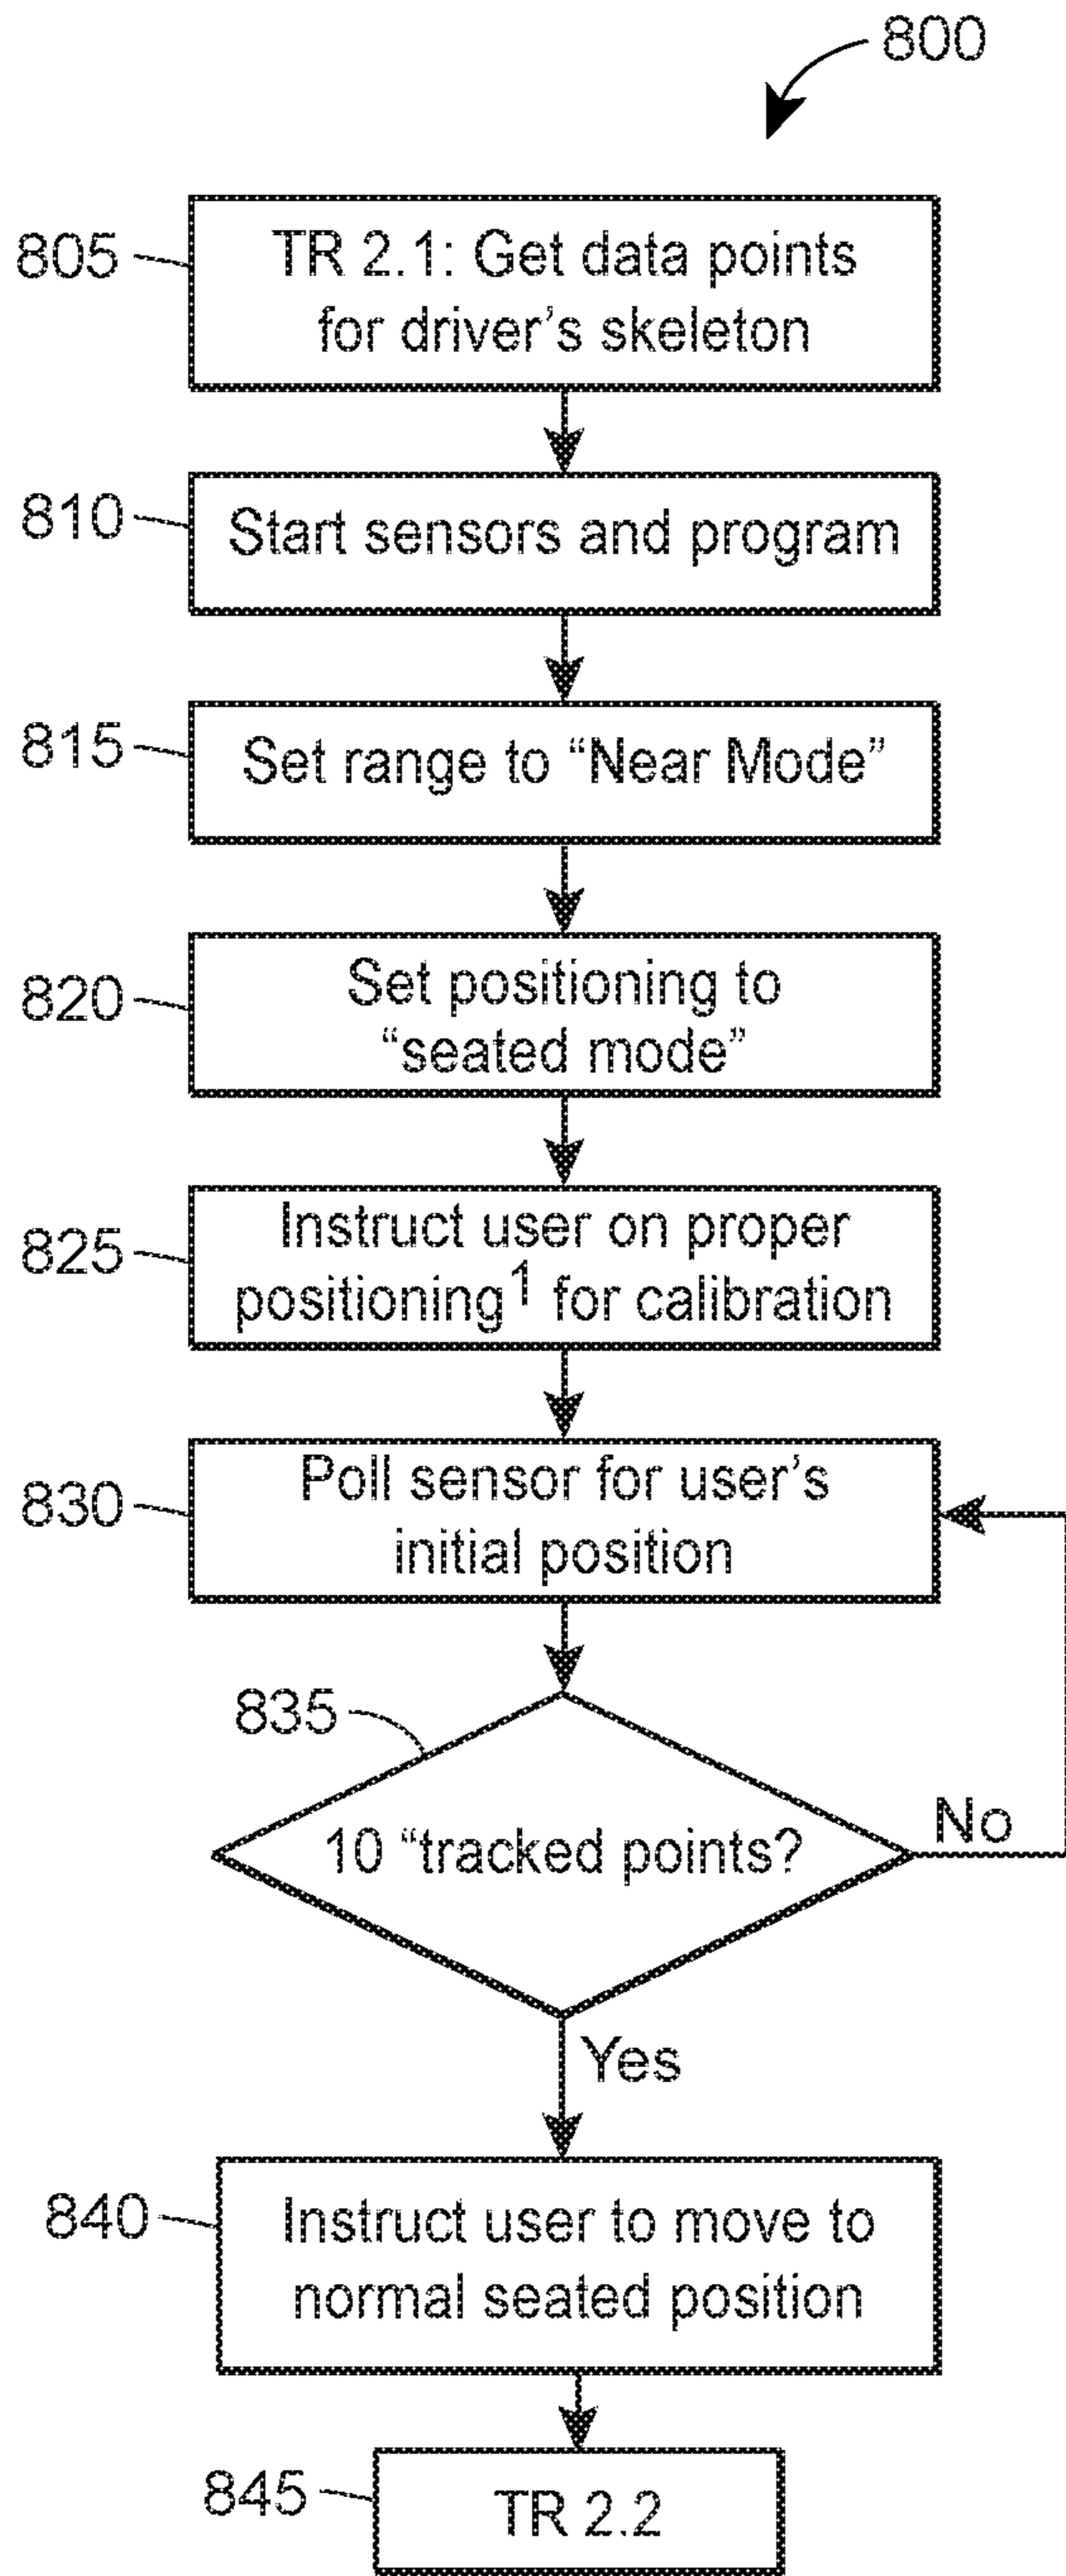 800
805
TR 2.1: Get data points
for driver's skeleton
810
Start sensors and program
815
Set range to “Near Mode”
820
Set positioning to
“seated mode”
825
Instruct user on proper
positioning1 for calibration
830
Poll sensor for user's
initial position
835
10 “tracked points?
No
Yes
840
Instruct user to move to
normal seated position
845
TR 2.2